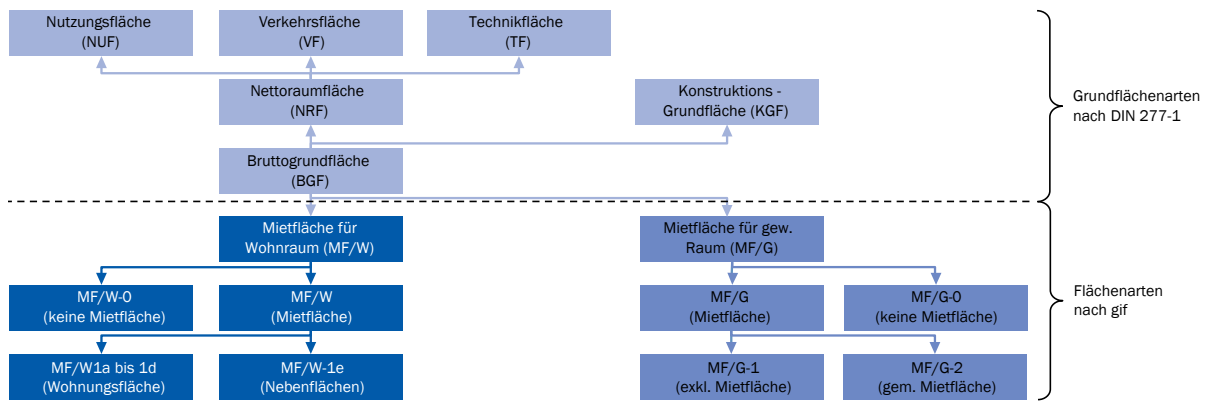 Nutzungsfläche
(NUF)
Verkehrsfläche
(VF)
Technikfläche
(TF)
Nettoraumfläche
(NRF)
Konstruktions -
Grundfläche (KGF)
Grundflächenarten
nach DIN 277-1
Bruttogrundfläche
(BGF)
Mietfläche für
Wohnraum (MF/W)
Mietfläche für gew.
Raum (MF/G)
MF/W-0
(keine Mietfläche)
MF/W
(Mietfläche)
MF/G
(Mietfläche)
MF/G-0
(keine Mietfläche)
Flächenarten
nach gif
MF/W1a bis 1d
(Wohnungsfläche)
MF/W-1e
(Nebenflächen)
MF/G-1
(exkl. Mietfläche)
MF/G-2
(gem. Mietfläche)